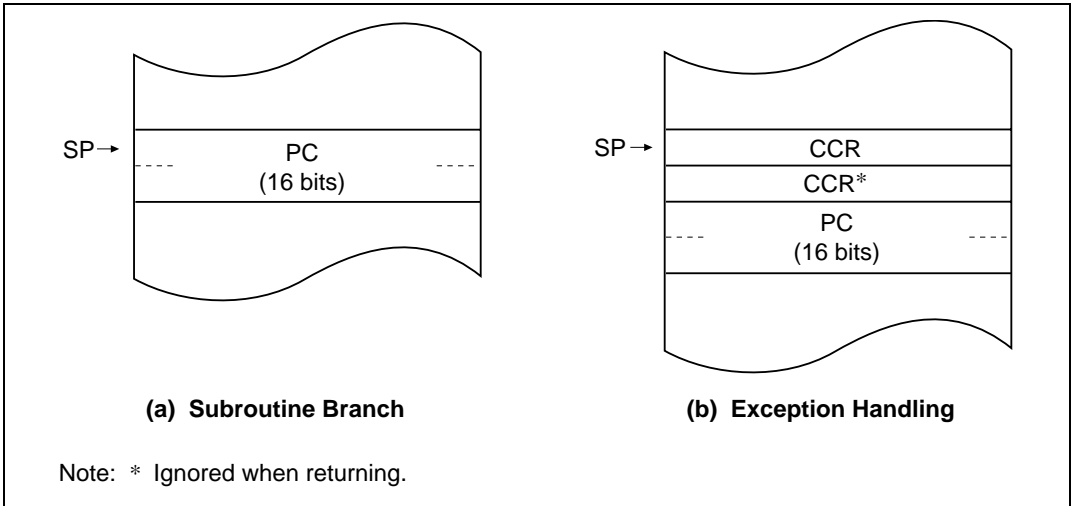 SP→
PC
(16 bits)
(a) Subroutine Branch
SP→
CCR
CCR*
PC
(16 bits)
(b) Exception Handling
Note: * Ignored when returning.